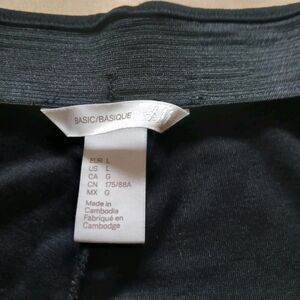 BASIC/BASIQUE
EUR L
US L
CA G
CN 175/88A
MX G
Made in
Cambodia
Fabriqué en
Cambodge